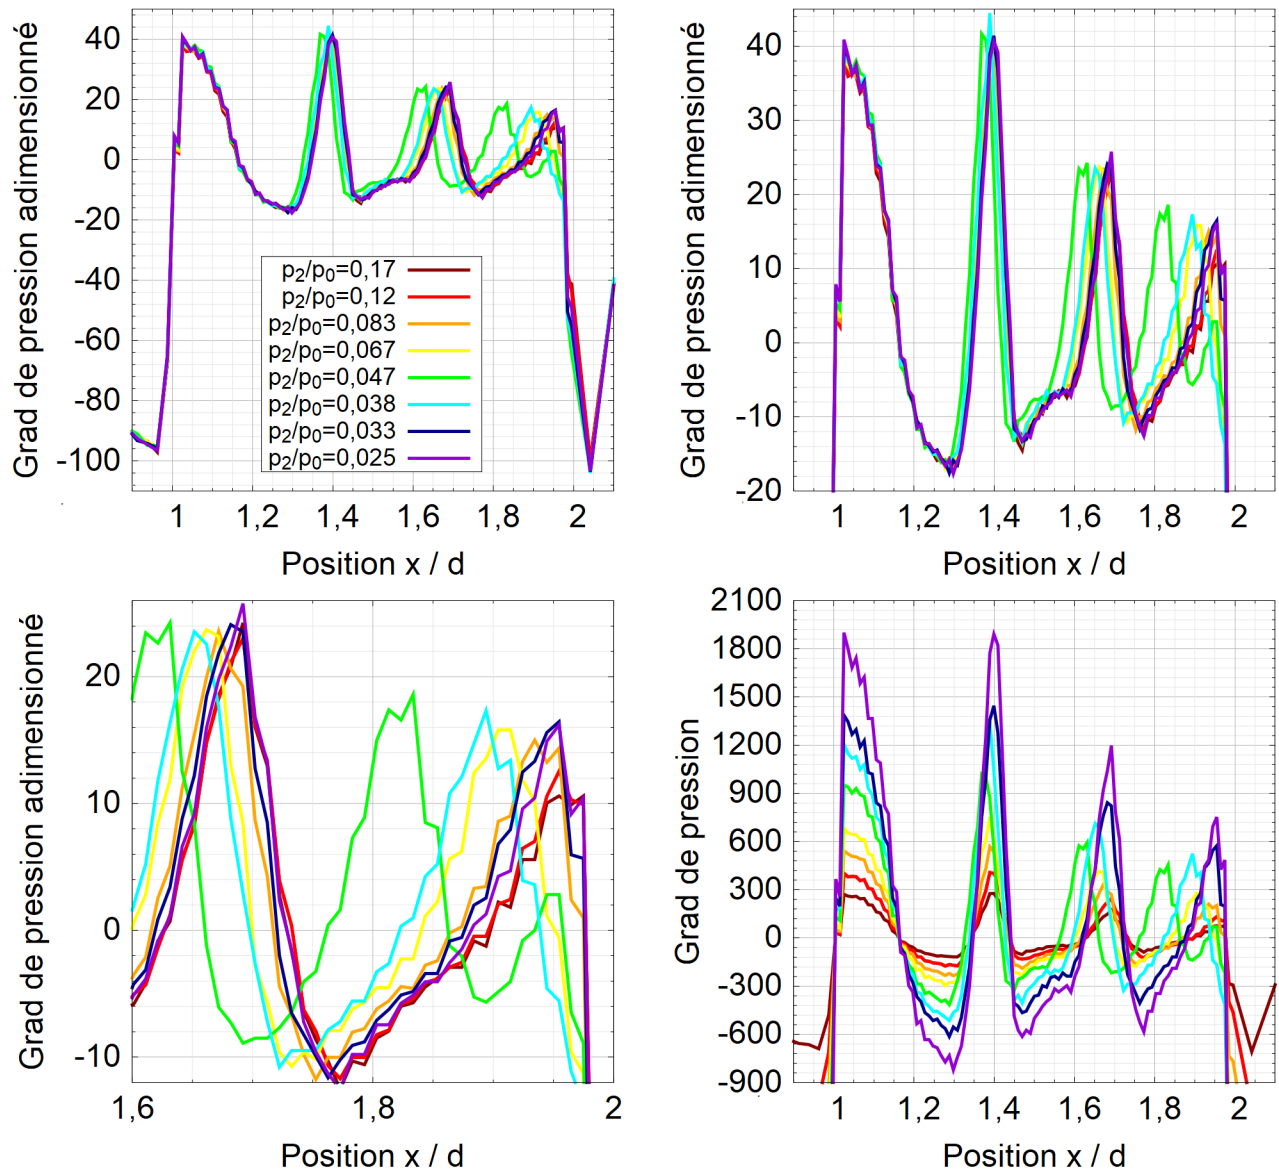 Grad de pression adimensionné
40
20
0
-20
-40
-60
-80
-100
p2/p0=0,17
p2/p0=0,12
p2/p0=0,083
p2/p0=0,067
p2/p0=0,047
p2/p0=0,038
p2/p0=0,033
p2/p0=0,025
1 1,2 1,4 1,6 1,8 2
Position x / d
Grad de pression adimensionné
40
30
20
10
0
-10
-20
1 1,2 1,4 1,6 1,8 2
Position x / d
Grad de pression adimensionné
20
10
0
-10
1,6 1,8 2
Position x / d
Grad de pression
2100
1800
1500
1200
900
600
300
0
-300
-600
-900
1 1,2 1,4 1,6 1,8 2
Position x / d